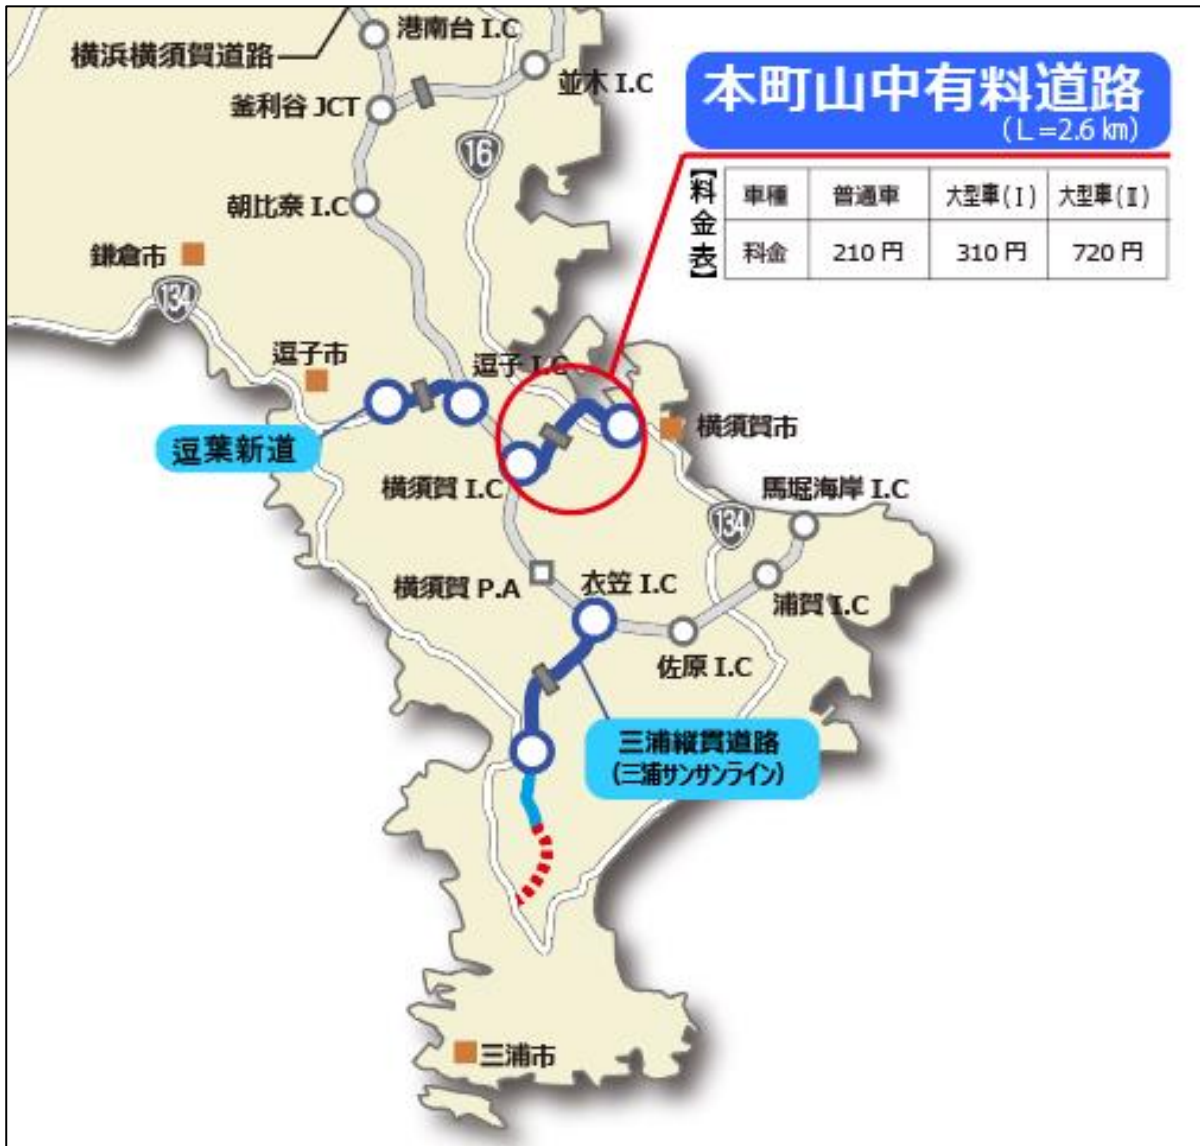 港南台 I.C
横浜横須賀道路
並木 I.C
釜利谷 JCT
本町山中有料道路
(L=2.6 km)
16
【料金表】
車種 普通車 大型車(Ⅰ) 大型車(Ⅱ)
料金 210 円 310 円 720 円
朝比奈 I.C
鎌倉市
134
逗子市
逗子 I.C
逗葉新道
横須賀市
横須賀 I.C
馬堀海岸 I.C
134
横須賀 P.A
衣笠 I.C
浦賀 I.C
佐原 I.C
三浦縦貫道路
(三浦サンサンライン)
三浦市